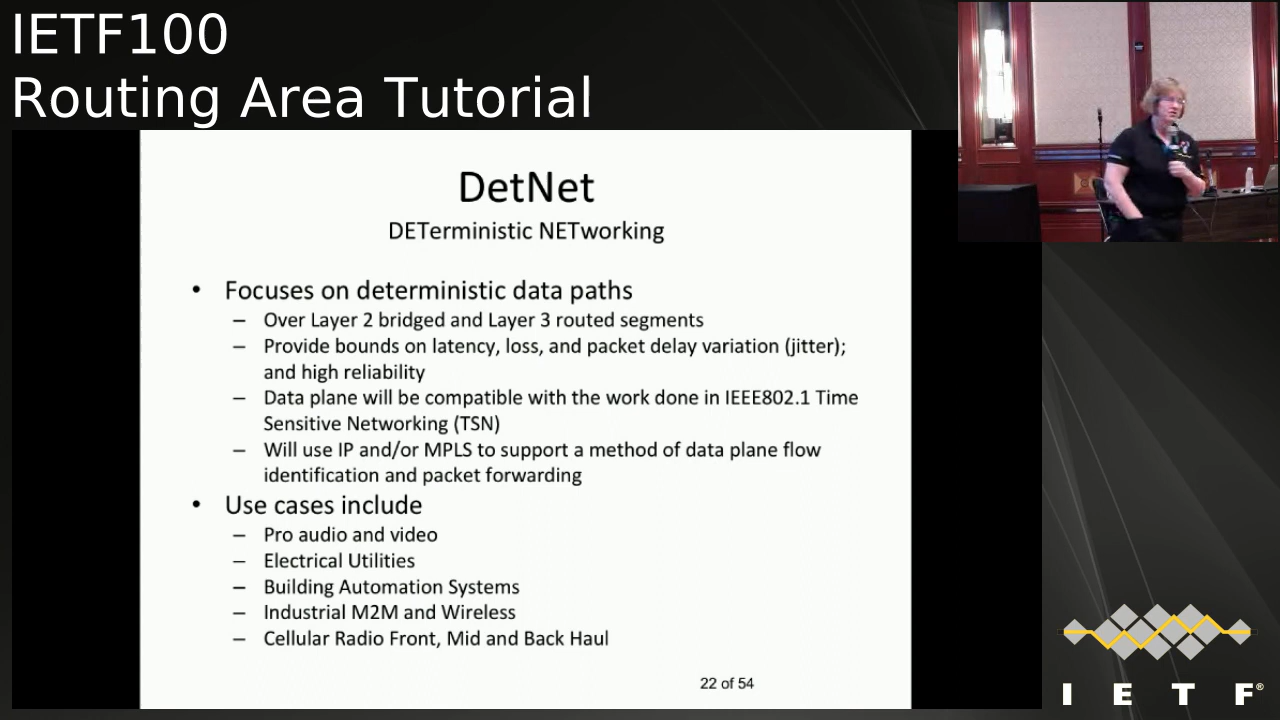 IETF100
Routing Area Tutorial
DetNet
DETerministic NETworking
• Focuses on deterministic data paths
– Over Layer 2 bridged and Layer 3 routed segments
– Provide bounds on latency, loss, and packet delay variation (jitter);
and high reliability
– Data plane will be compatible with the work done in IEEE802.1 Time
Sensitive Networking (TSN)
– Will use IP and/or MPLS to support a method of data plane flow
identification and packet forwarding
• Use cases include
– Pro audio and video
– Electrical Utilities
– Building Automation Systems
– Industrial M2M and Wireless
– Cellular Radio Front, Mid and Back Haul
22 of 54
I E T F®